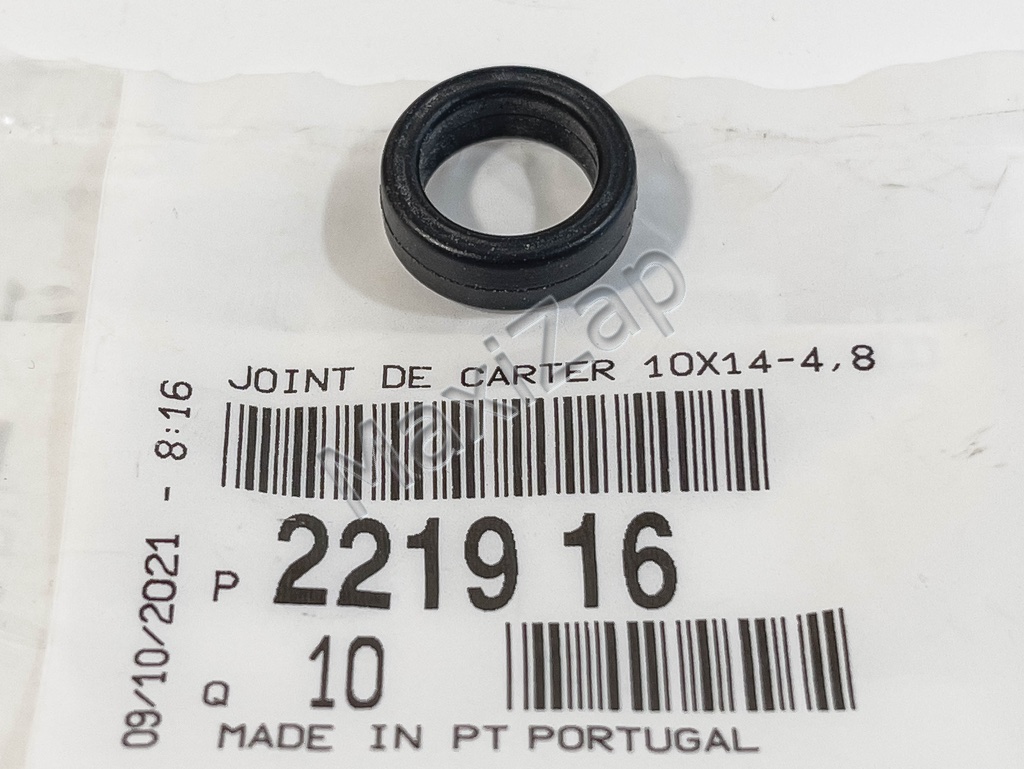 JOINT DE CARTER 10X14-4,8
09/10/2021 - 8:16
P 2219 16
Q 10
MADE IN PT PORTUGAL
MaxiZap